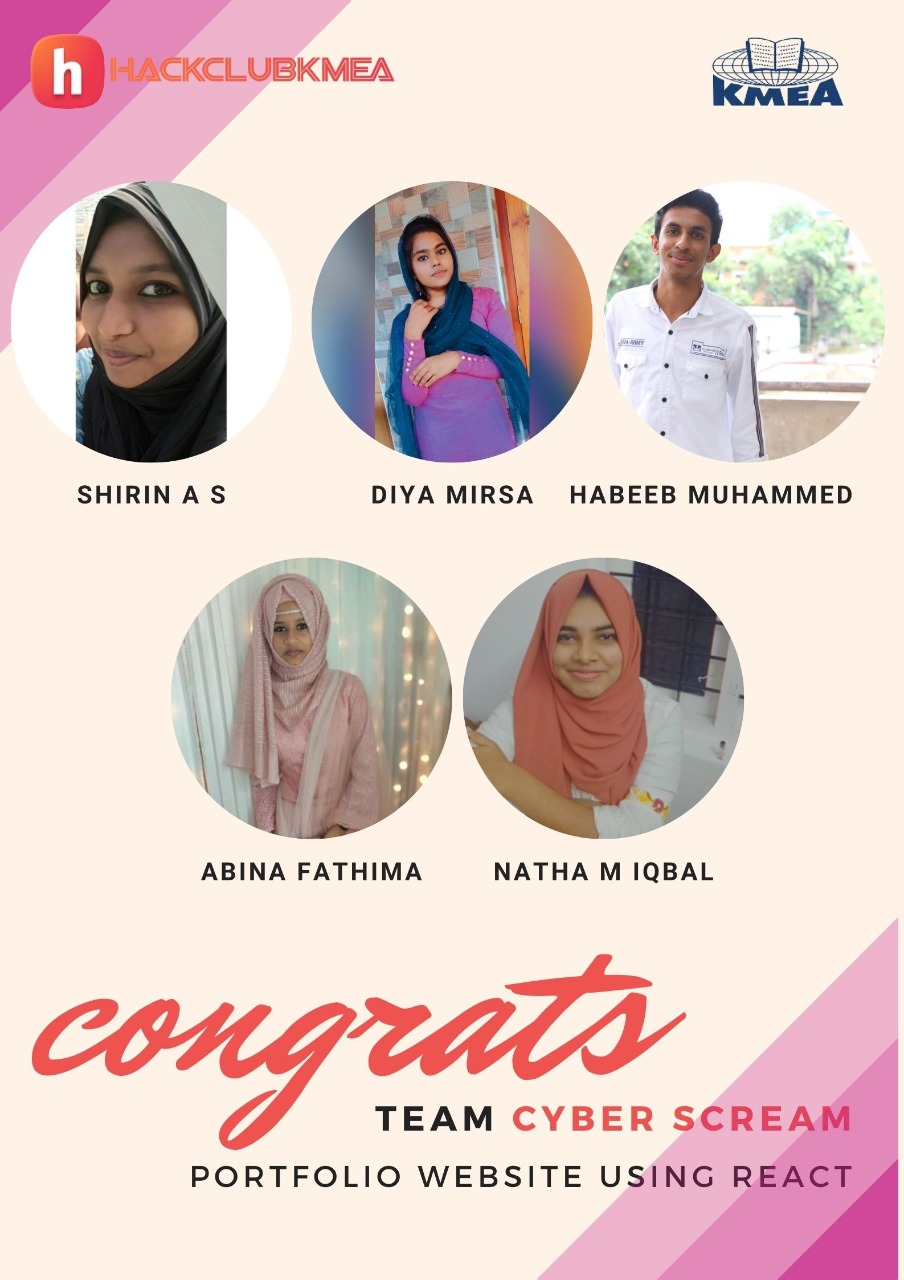 h HACKCLUBKMEA
KMEA
SHIRIN A S
DIYA MIRSA
HABEEB MUHAMMED
ABINA FATHIMA
NATHA M IQBAL
congrats
TEAM CYBER SCREAM
PORTFOLIO WEBSITE USING REACT